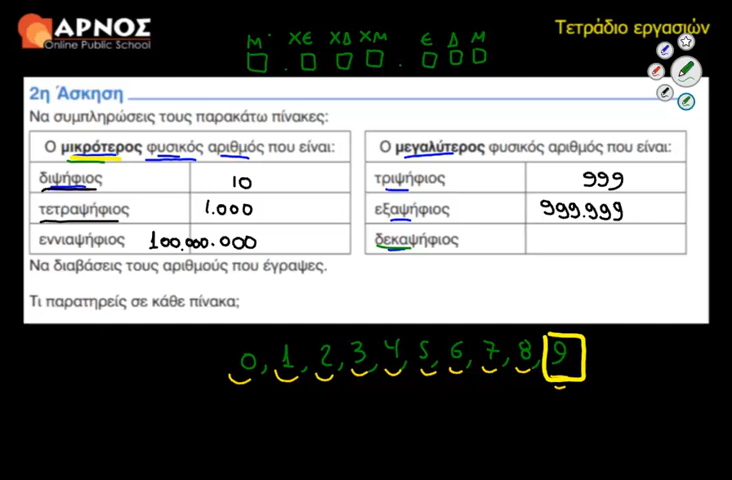 ΑΡΝΟΣ
Online Public School
Τετράδιο εργασιών
Μ ΧΕ ΧΔ ΧΜ Ε Δ Μ
2η Άσκηση
Να συμπληρώσεις τους παρακάτω πίνακες:
Ο μικρότερος φυσικός αριθμός που είναι:
διψήφιος 10
τετραψήφιος 1.000
εννιαψήφιος 100.000.000
Ο μεγαλύτερος φυσικός αριθμός που είναι:
τριψήφιος 999
εξαψήφιος 999.999
δεκαψήφιος
Να διαβάσεις τους αριθμούς που έγραψες.
Τι παρατηρείς σε κάθε πίνακα;
0, 1, 2, 3, 4, 5, 6, 7, 8, 9